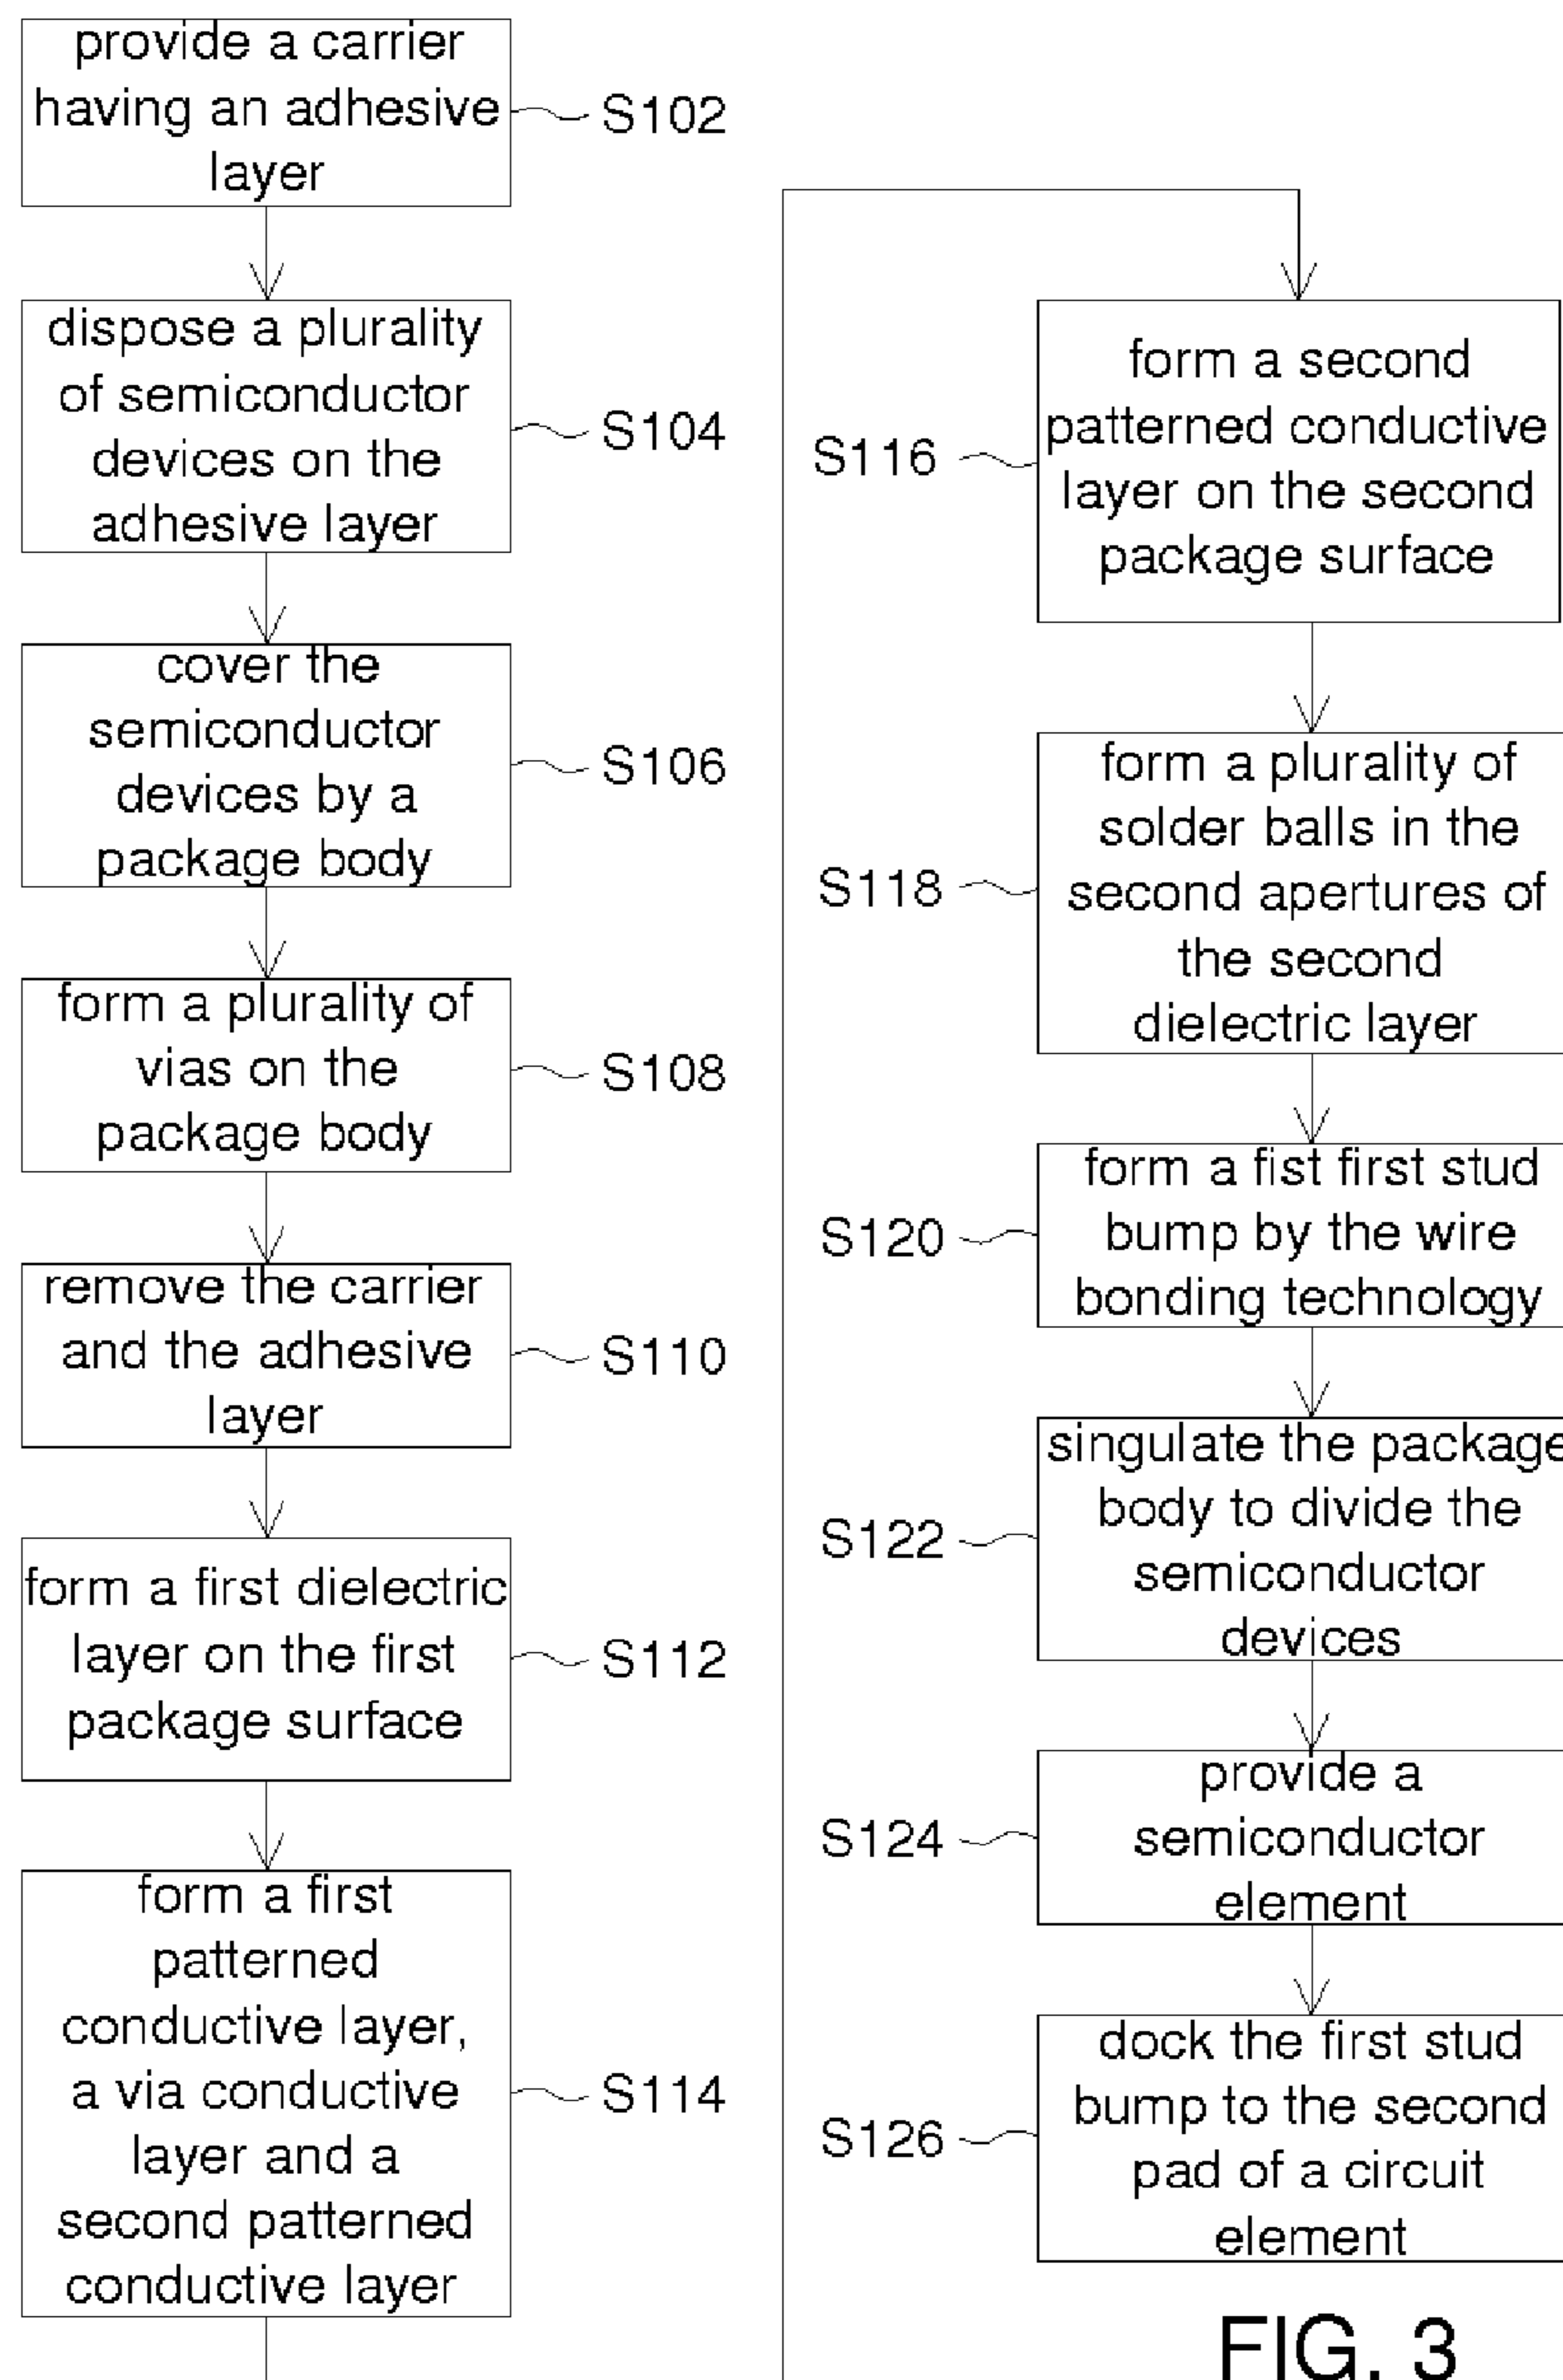 provide a carrier
having an adhesive
layer
S102
dispose a plurality
of semiconductor
devices on the
adhesive layer
S104
cover the
semiconductor
devices by a
package body
S106
form a plurality of
vias on the
package body
S108
remove the carrier
and the adhesive
layer
S110
form a first dielectric
layer on the first
package surface
S112
form a first
patterned
conductive layer,
a via conductive
layer and a
second patterned
conductive layer
S114
form a second
patterned conductive
layer on the second
package surface
S116
form a plurality of
solder balls in the
second apertures of
the second
dielectric layer
S118
form a fist first stud
bump by the wire
bonding technology
S120
singulate the package
body to divide the
semiconductor
devices
S122
provide a
semiconductor
element
S124
dock the first stud
bump to the second
pad of a circuit
element
S126
FIG. 3